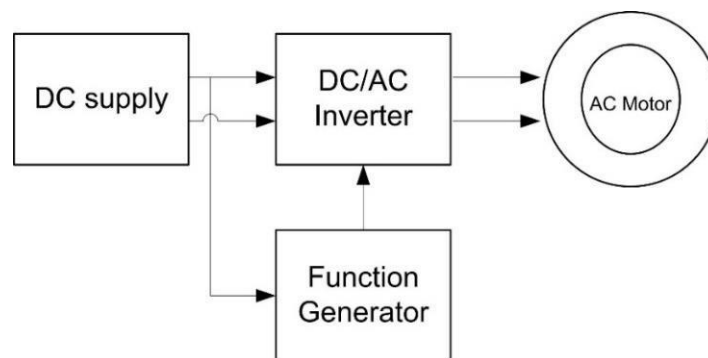 DC supply
DC/AC
Inverter
AC Motor
Function
Generator